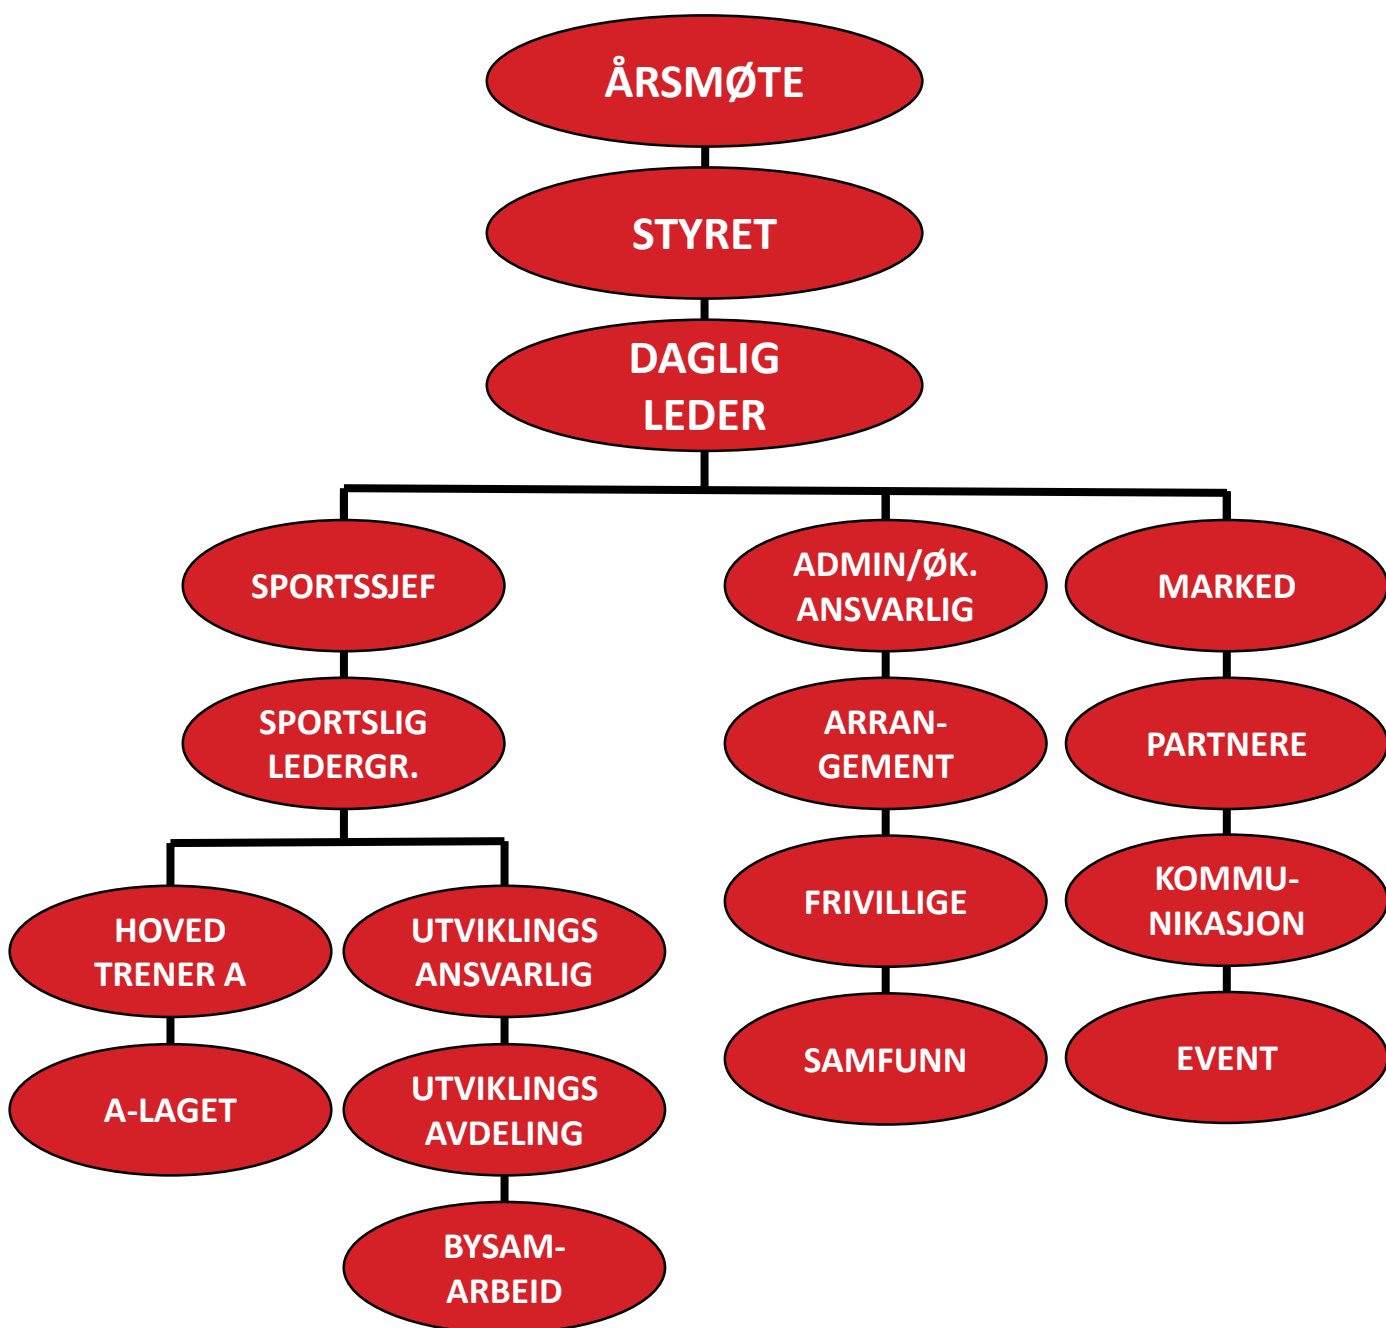 ÅRSMØTE
STYRET
DAGLIG
LEDER
SPORTSSJEF
ADMIN/ØK.
ANSVARLIG
MARKED
SPORTSLIG
LEDERGR.
ARRAN-
GEMENT
PARTNERE
HOVED
TRENER A
UTVIKLINGS
ANSVARLIG
FRIVILLIGE
KOMMU-
NIKASJON
A-LAGET
UTVIKLINGS
AVDELING
SAMFUNN
EVENT
BYSAM-
ARBEID